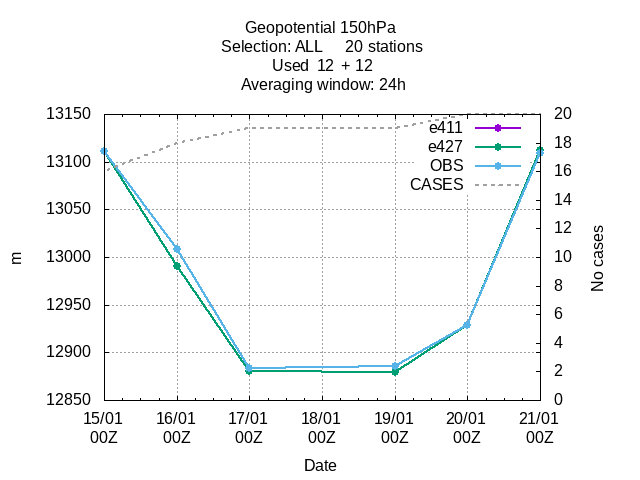 Geopotential 150hPa
Selection: ALL 20 stations
Used 12 + 12
Averaging window: 24h
13150
13100
13050
13000
12950
12900
12850
m
20
18
16
14
12
10
8
6
4
2
0
No cases
e411
e427
OBS
CASES
15/01 16/01 17/01 18/01 19/01 20/01 21/01
00Z 00Z 00Z 00Z 00Z 00Z 00Z
Date